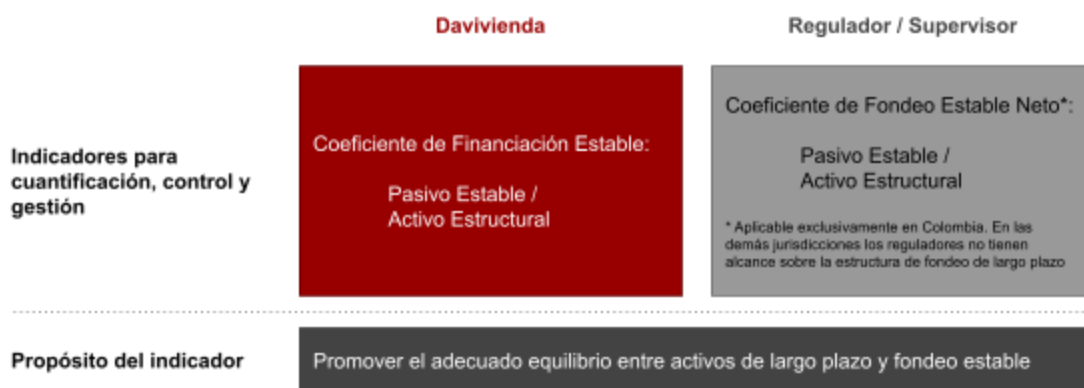 Davivienda
Regulador / Supervisor
Indicadores para
cuantificación, control y
gestión
Coeficiente de Financiación Estable:
Pasivo Estable /
Activo Estructural
Coeficiente de Fondeo Estable Neto*:
Pasivo Estable /
Activo Estructural
* Aplicable exclusivamente en Colombia. En las
demás jurisdicciones los reguladores no tienen
alcance sobre la estructura de fondeo de largo plazo
Propósito del indicador
Promover el adecuado equilibrio entre activos de largo plazo y fondeo estable